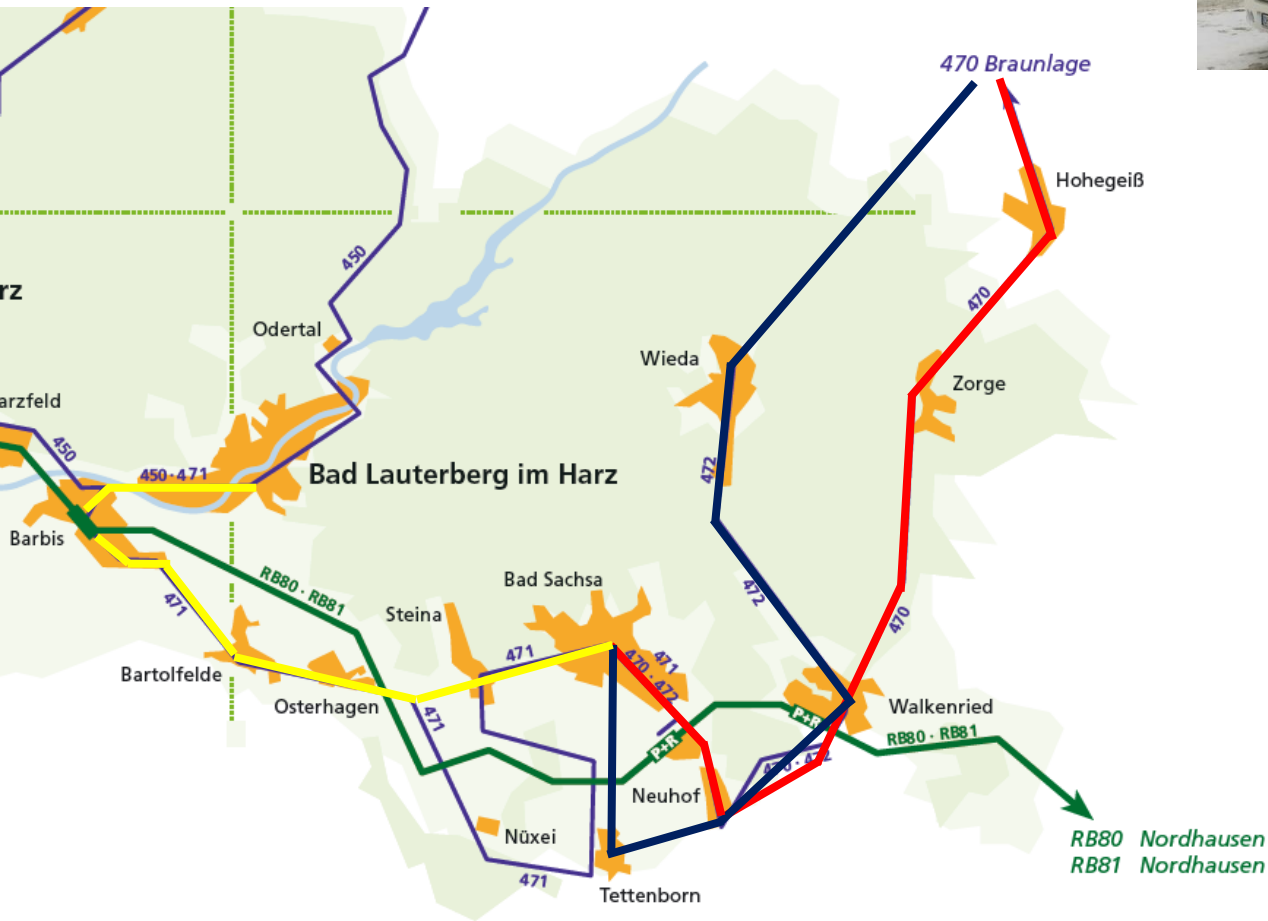 470 Braunlage
Hohegeiß
rz
450
470
Odertal
Wieda
Zorge
arzfeld
450
450·471
Bad Lauterberg im Harz
472
Barbis
RB80 · RB81
Bad Sachsa
472
471
Steina
471
470
471
470 · 472
Bartolfelde
Osterhagen
471
P+R
Walkenried
RB80 · RB81
P+R
470 · 472
Neuhof
Nüxei
RB80 Nordhausen
RB81 Nordhausen
471
Tettenborn